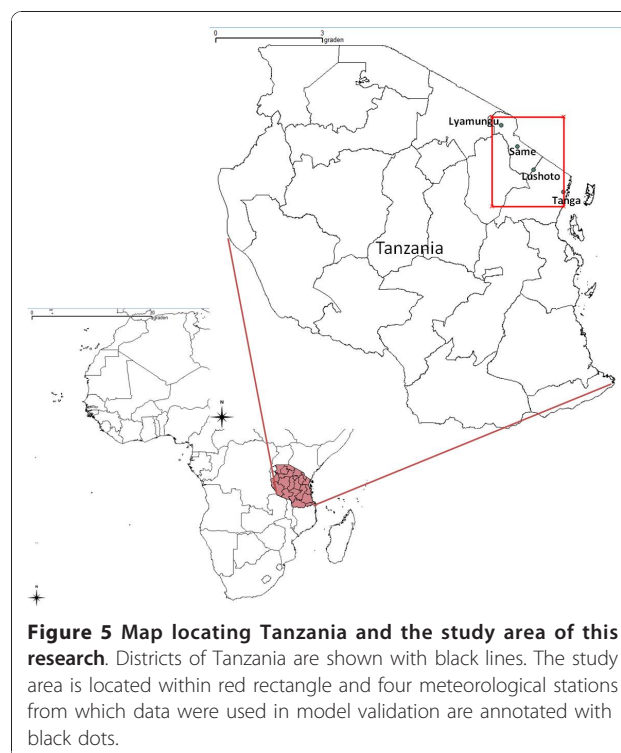 0 3
graden
Lyamungu
Same
Lushoto
Tanga
Tanzania
0
graden
N
N
Figure 5 Map locating Tanzania and the study area of this
research. Districts of Tanzania are shown with black lines. The study
area is located within red rectangle and four meteorological stations
from which data were used in model validation are annotated with
black dots.